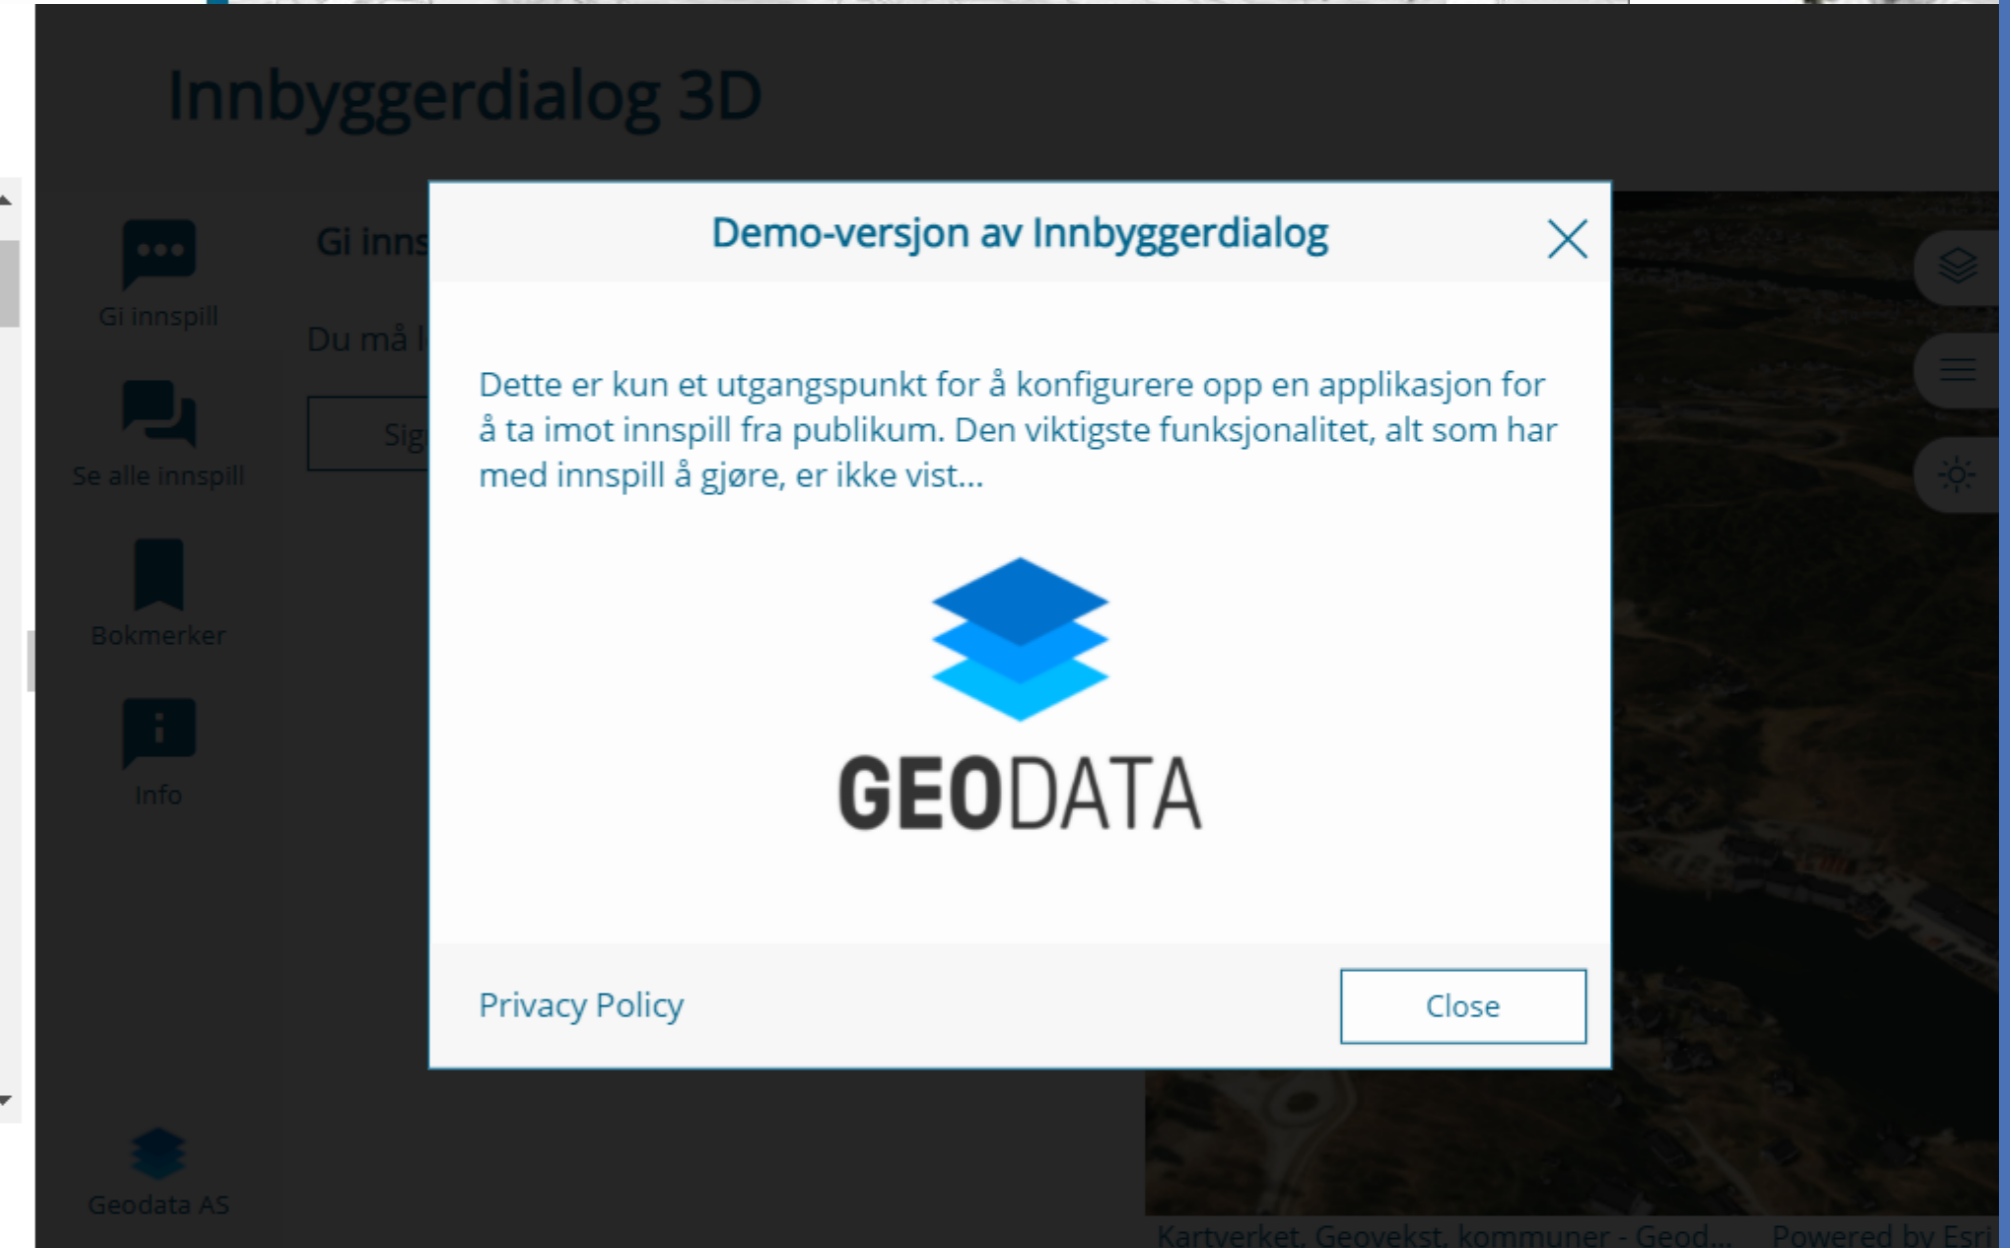 Innbyggerdialog 3D
Gi innspill
Se alle innspill
Bokmerker
Info
Geodata AS
Gi inns
Du må l
Sig
Demo-versjon av Innbyggerdialog
Dette er kun et utgangspunkt for å konfigurere opp en applikasjon for
å ta imot innspill fra publikum. Den viktigste funksjonalitet, alt som har
med innspill å gjøre, er ikke vist...
GEODATA
Privacy Policy
Close
Kartverket, Geovekst, kommuner - Geod... Powered by Esri